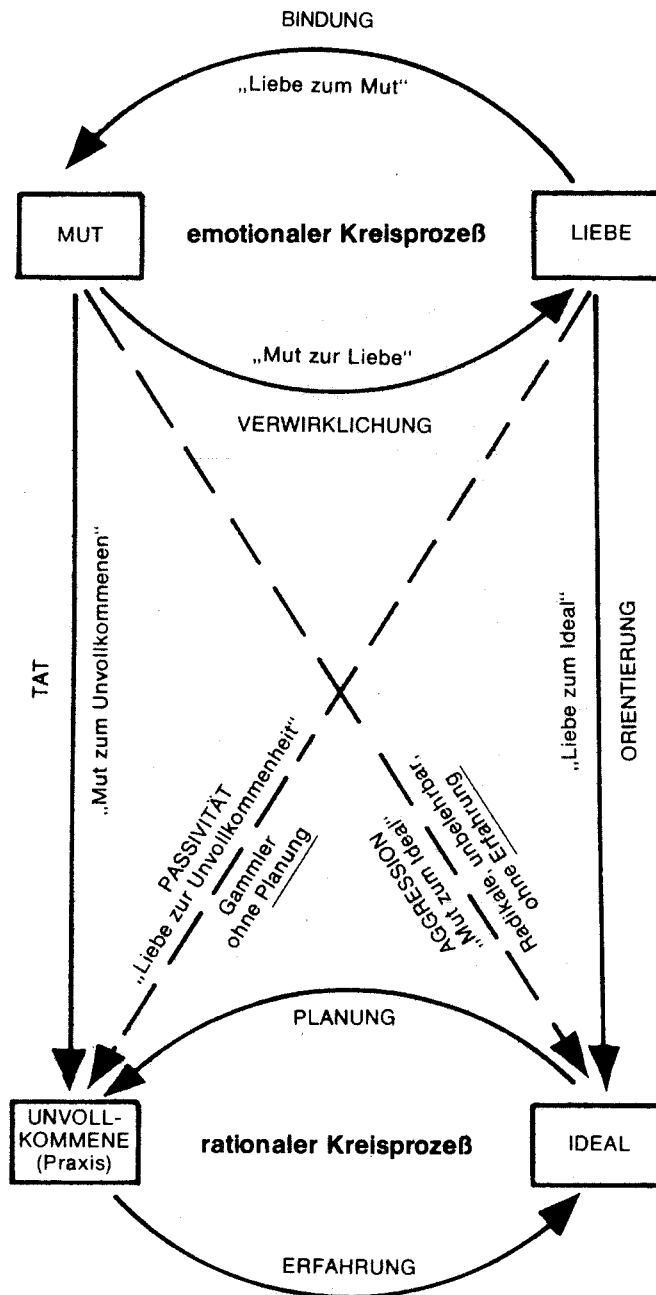 BINDUNG
„Liebe zum Mut“
MUT
emotionaler Kreisprozeß
LIEBE
„Mut zur Liebe“
VERWIRKLICHUNG
TAT
„Mut zum Unvollkommenen“
„Liebe zum Ideal“
ORIENTIERUNG
PASSIVITÄT
„Liebe zur Unvollkommenheit“
Gammler
ohne Planung
AGGRESSION
„Mut zum Ideal“
Radikale, unbelehrbar,
ohne Erfahrung
PLANUNG
UNVOLL-
KOMMENE
(Praxis)
rationaler Kreisprozeß
IDEAL
ERFAHRUNG